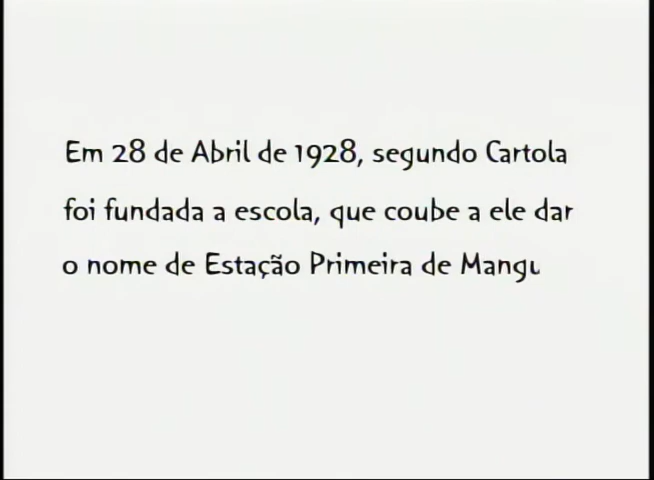 Em 28 de Abril de 1928, segundo Cartola
foi fundada a escola, que coube a ele dar
o nome de Estação Primeira de Mangu